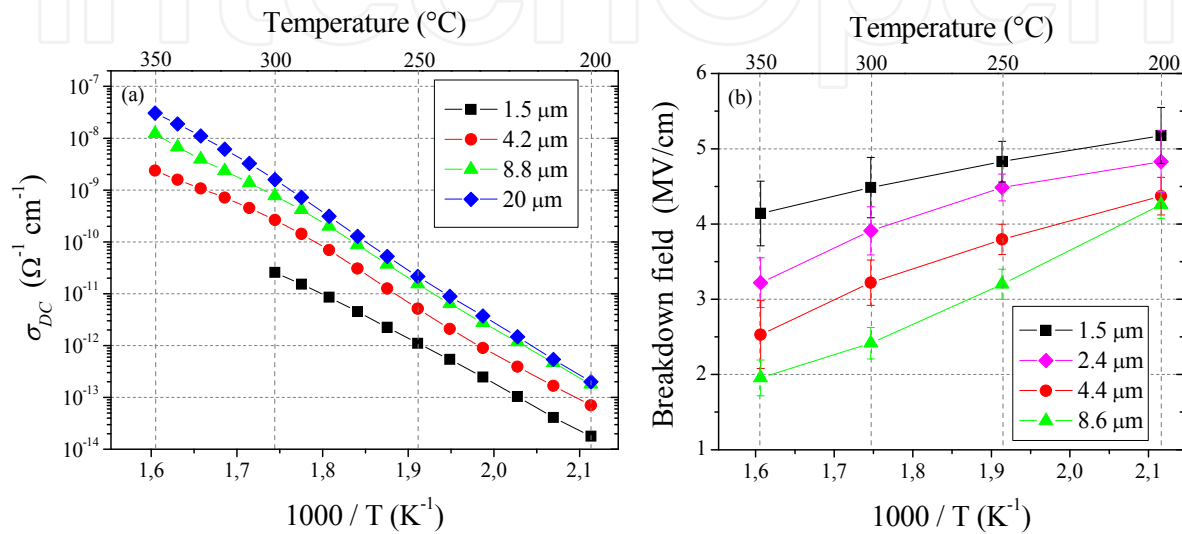 Temperature (°C)
350 300 250 200
10⁻⁷
10⁻⁸
10⁻⁹
10⁻¹⁰
10⁻¹¹
10⁻¹²
10⁻¹³
10⁻¹⁴
σ_DC (Ω⁻¹ cm⁻¹)
(a)
1.5 µm
4.2 µm
8.8 µm
20 µm
1,6 1,7 1,8 1,9 2,0 2,1
1000 / T (K⁻¹)
Temperature (°C)
350 300 250 200
6
5
4
3
2
1
Breakdown field (MV/cm)
(b)
1.5 µm
2.4 µm
4.4 µm
8.6 µm
1,6 1,7 1,8 1,9 2,0 2,1
1000 / T (K⁻¹)